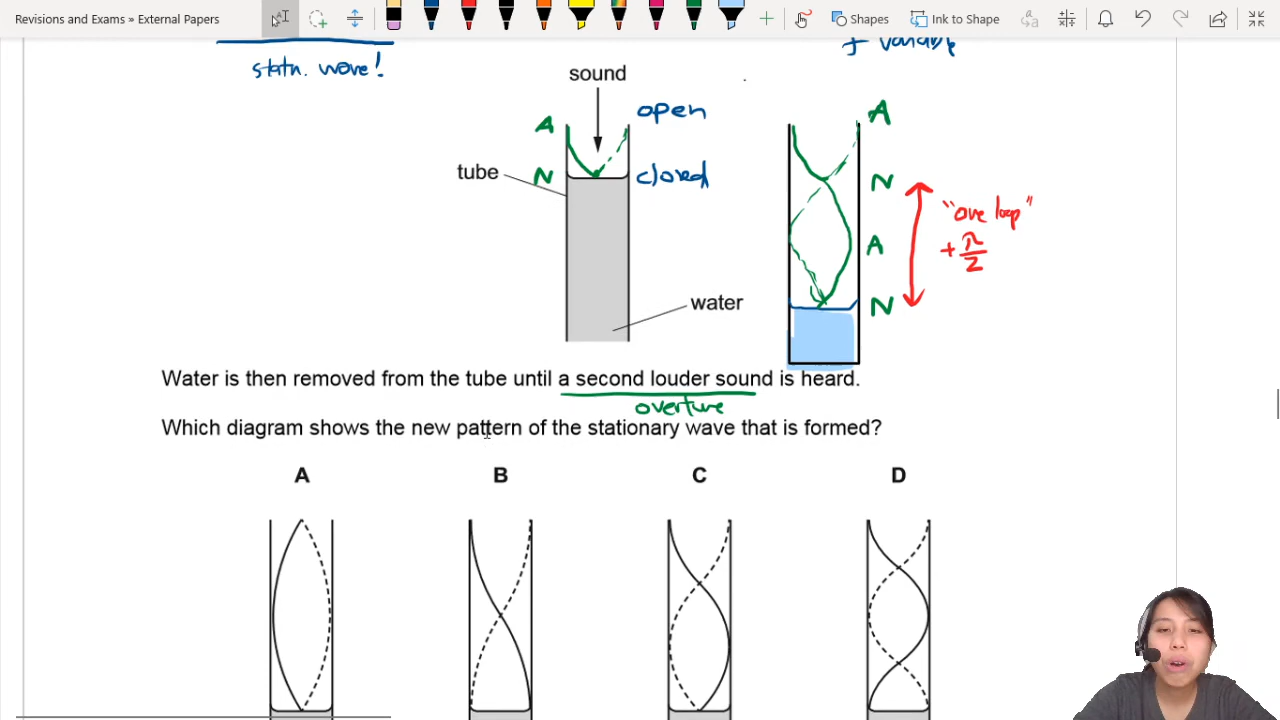 Revisions and Exams » External Papers
Shapes
Ink to Shape
statn. wave!
f variable
sound
A
open
A
tube
N
closed
N
"one loop"
+ λ/2
A
water
N
Water is then removed from the tube until a second louder sound is heard.
overture
Which diagram shows the new pattern of the stationary wave that is formed?
A B C D